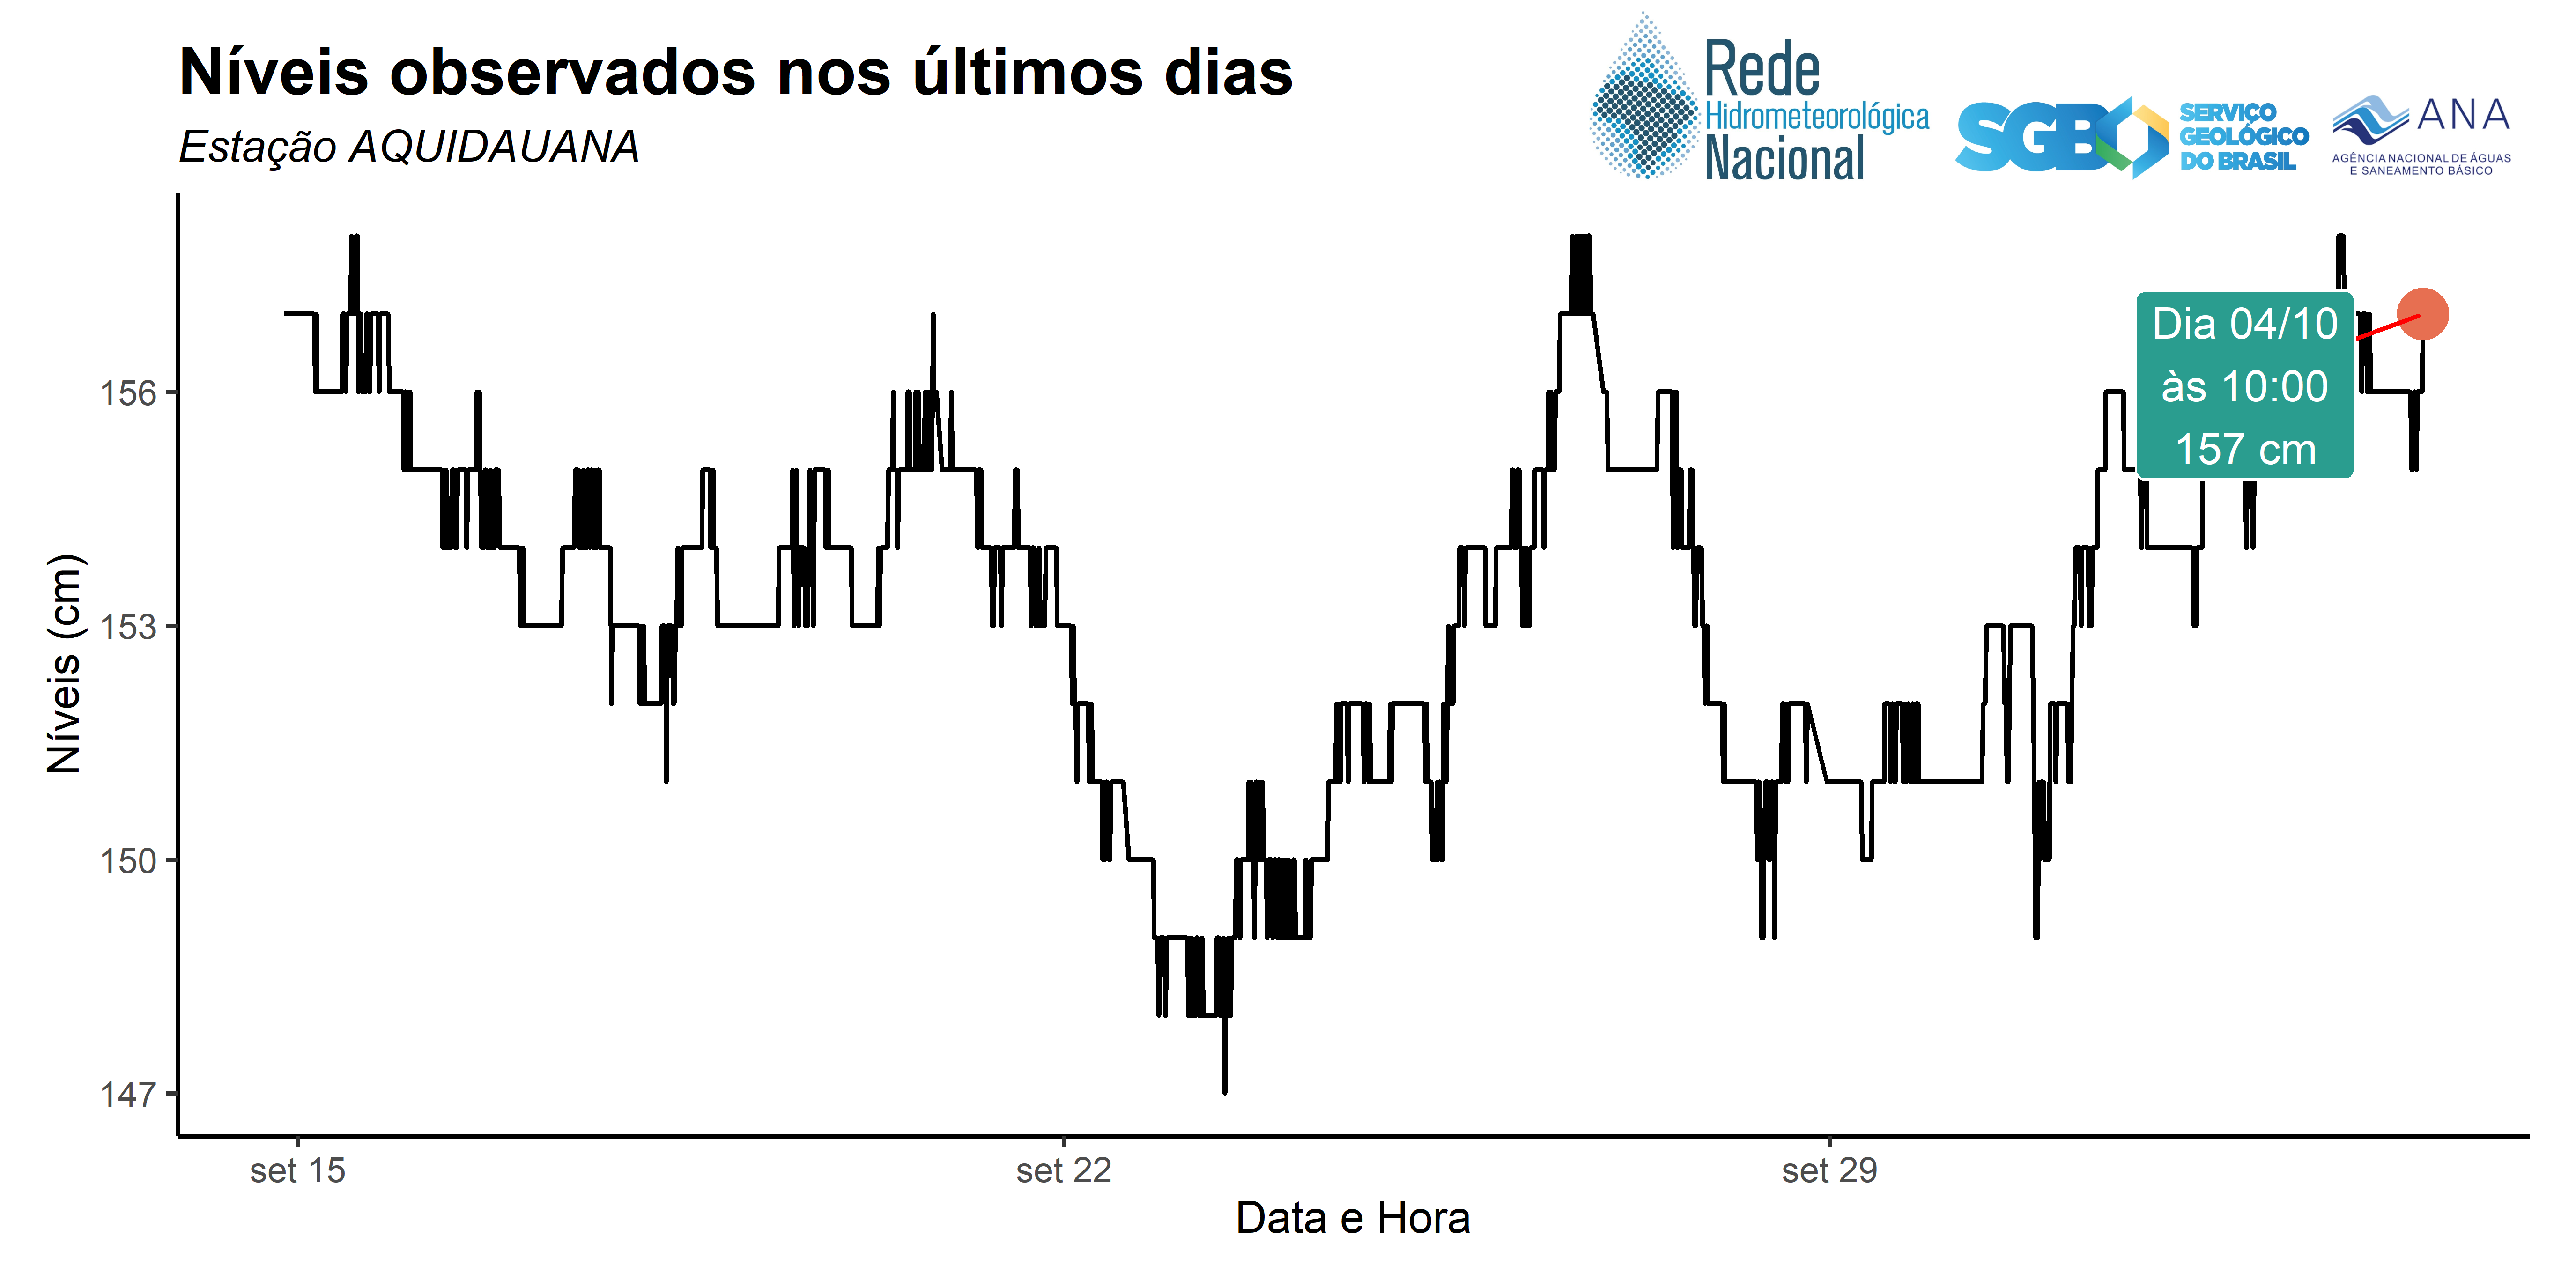 Níveis observados nos últimos dias
Estação AQUIDAUANA
Rede
Hidrometeorológica
Nacional
SGB
SERVIÇO
GEOLÓGICO
DO BRASIL
ANA
AGÊNCIA NACIONAL DE ÁGUAS
E SANEAMENTO BÁSICO
Níveis (cm)
156
153
150
147
Dia 04/10
às 10:00
157 cm
set 15
set 22
set 29
Data e Hora